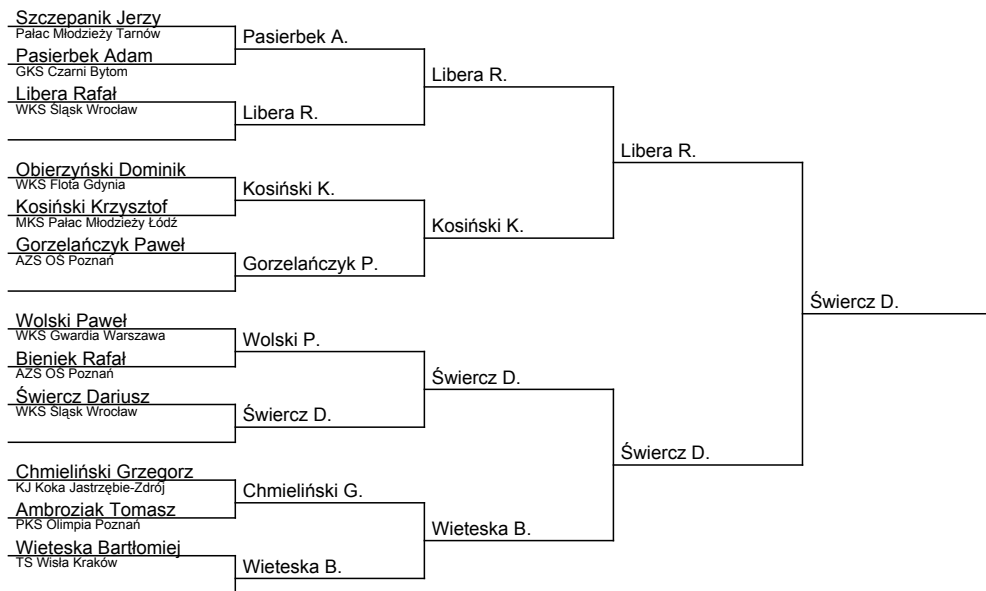 Szczepanik Jerzy
Pałac Młodzieży Tarnów
Pasierbek A.
Pasierbek Adam
GKS Czarni Bytom
Libera R.
Libera Rafał
WKS Śląsk Wrocław
Libera R.
Libera R.
Obierzyński Dominik
WKS Flota Gdynia
Kosiński K.
Kosiński Krzysztof
MKS Pałac Młodzieży Łódź
Kosiński K.
Gorzelańczyk Paweł
AZS OŚ Poznań
Gorzelańczyk P.
Świercz D.
Wolski Paweł
WKS Gwardia Warszawa
Wolski P.
Bieniek Rafał
AZS OŚ Poznań
Świercz D.
Świercz Dariusz
WKS Śląsk Wrocław
Świercz D.
Świercz D.
Chmieliński Grzegorz
KJ Koka Jastrzębie-Zdrój
Chmieliński G.
Ambroziak Tomasz
PKS Olimpia Poznań
Wieteska B.
Wieteska Bartłomiej
TS Wisła Kraków
Wieteska B.